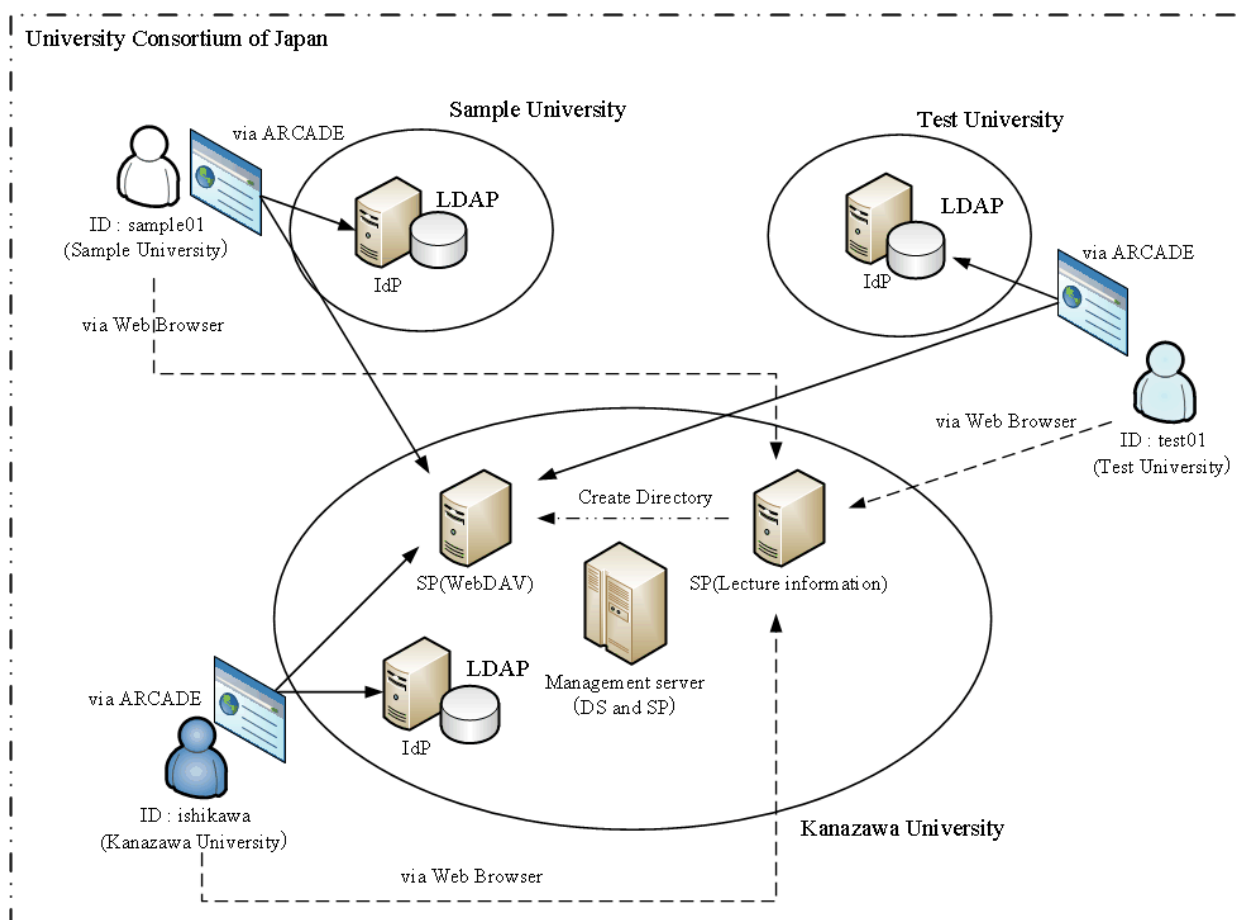 University Consortium of Japan
Sample University
Test University
via ARCADE
LDAP
IdP
ID : sample01
(Sample University)
via Web Browser
LDAP
IdP
via ARCADE
via Web Browser
ID : test01
(Test University)
Create Directory
SP(WebDAV)
SP(Lecture information)
Management server
(DS and SP)
via ARCADE
LDAP
IdP
ID : ishikawa
(Kanazawa University)
Kanazawa University
via Web Browser